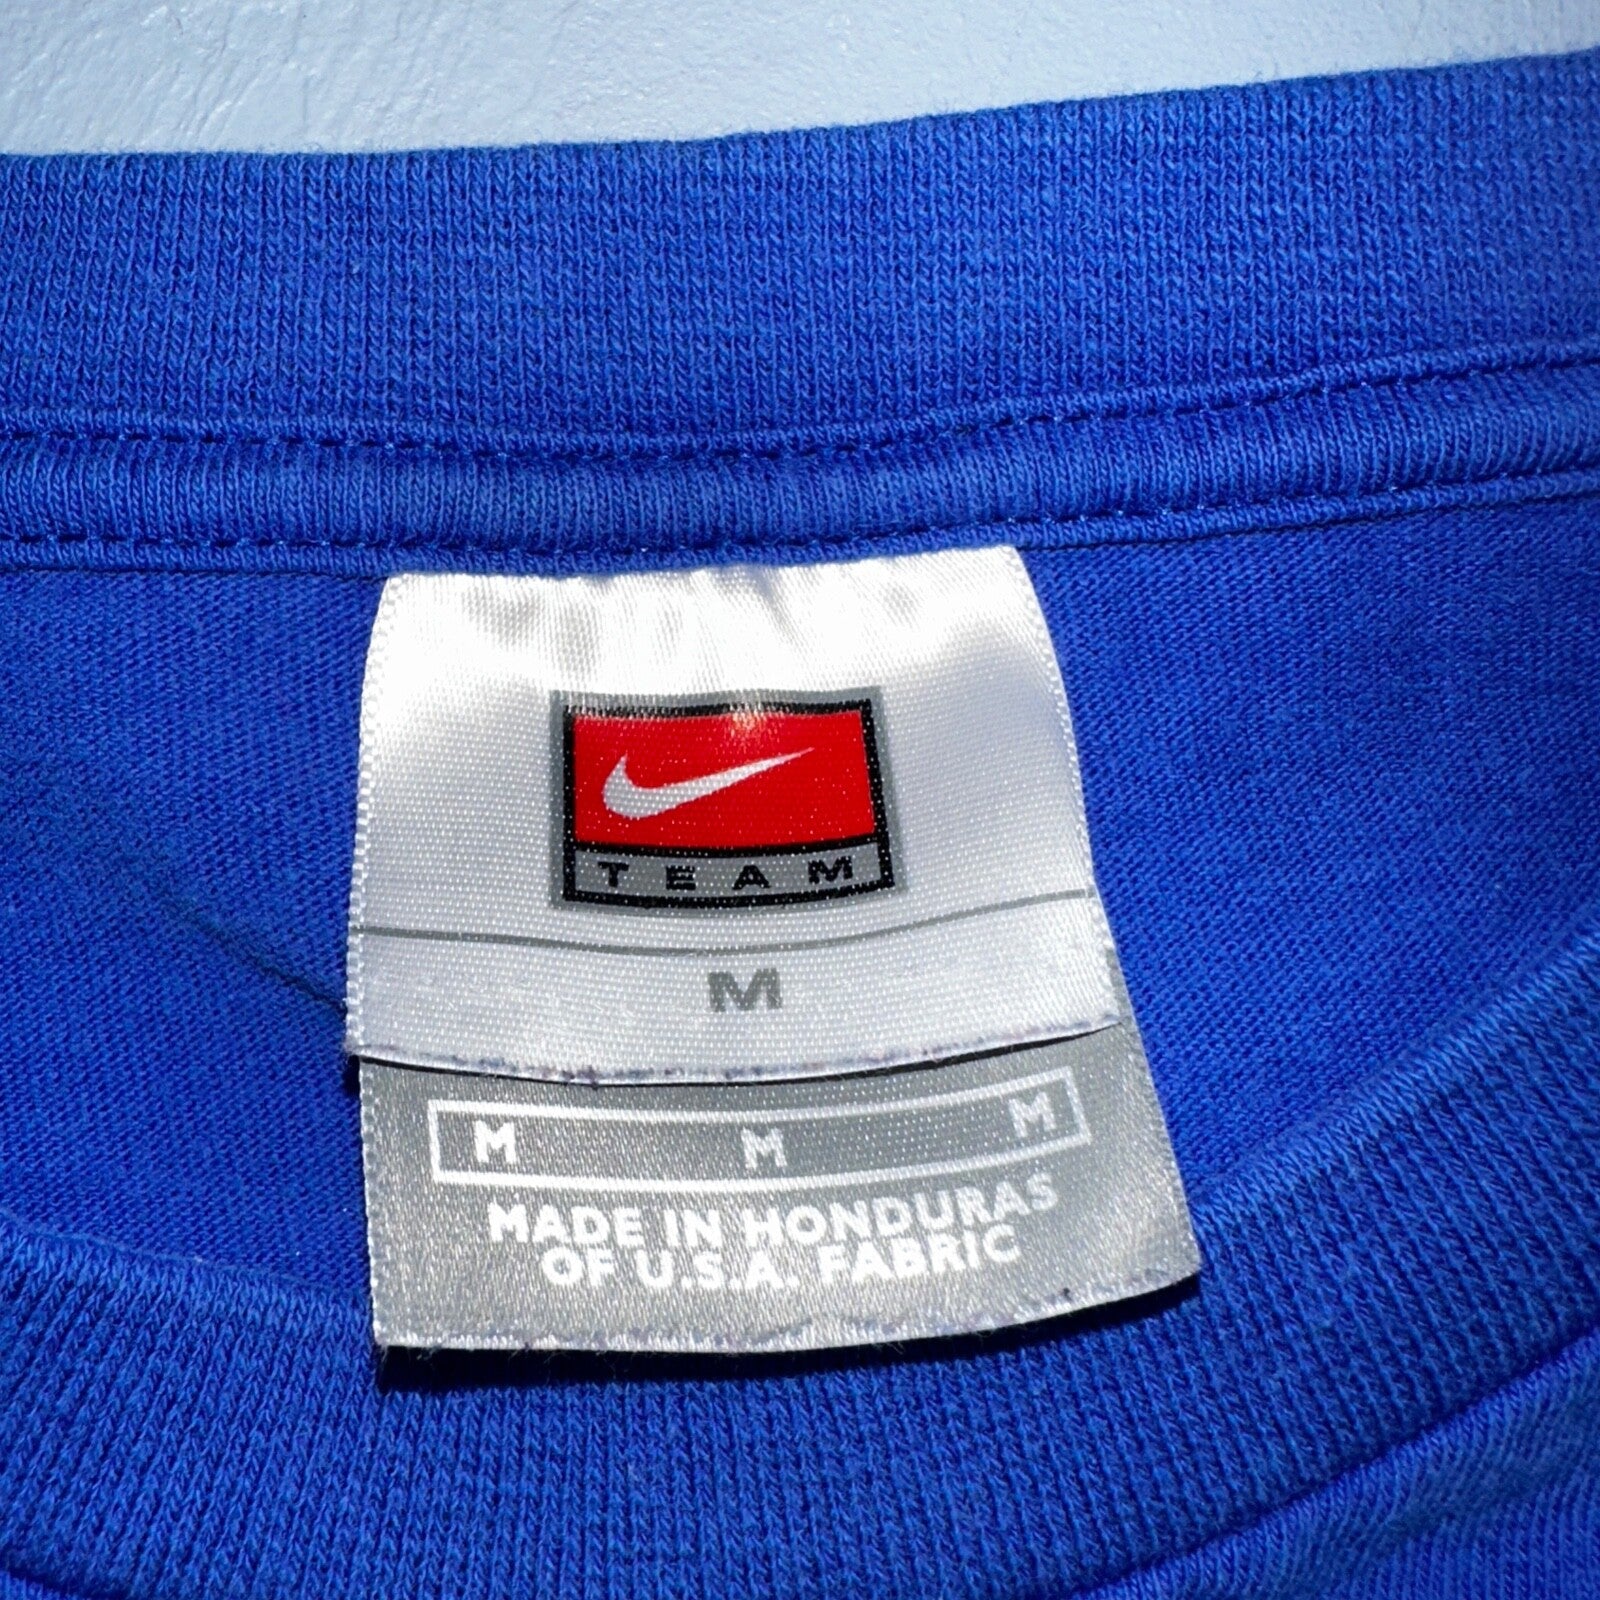 TEAM
M
M M M
MADE IN HONDURAS
OF U.S.A. FABRIC